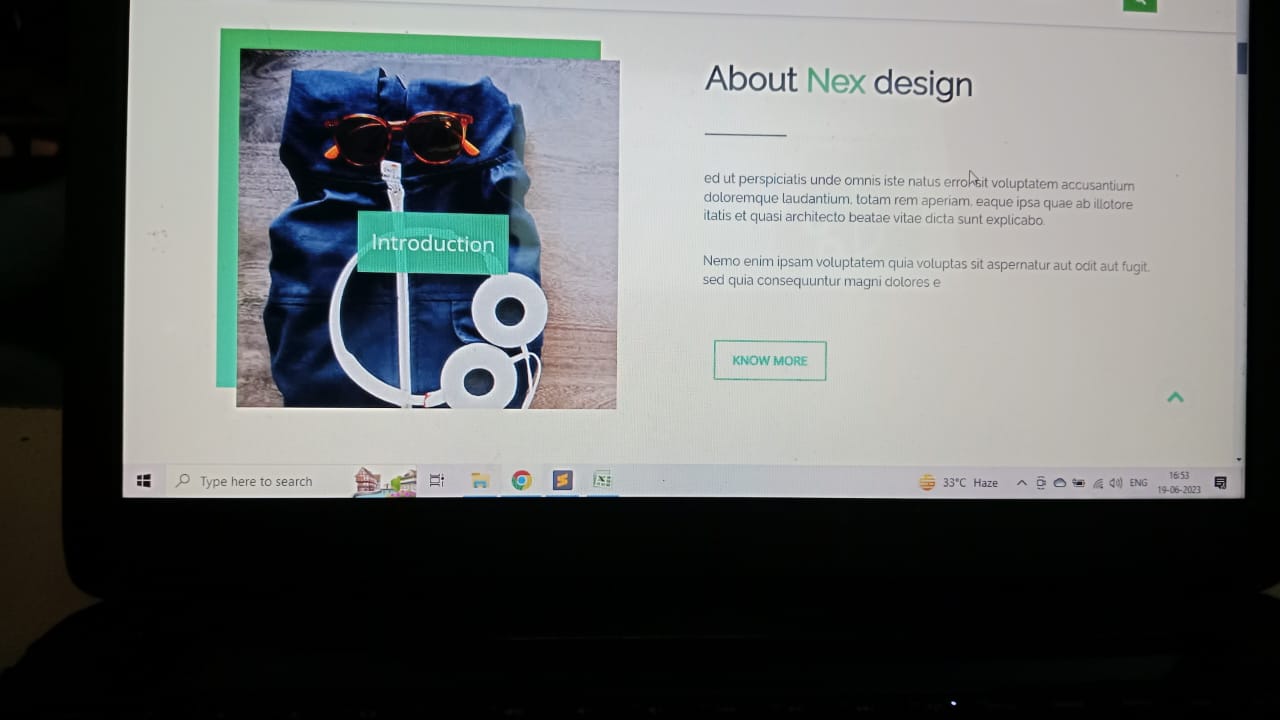 About Nex design
ed ut perspiciatis unde omnis iste natus error sit voluptatem accusantium
doloremque laudantium, totam rem aperiam, eaque ipsa quae ab illotore
itatis et quasi architecto beatae vitae dicta sunt explicabo.
Introduction
Nemo enim ipsam voluptatem quia voluptas sit aspernatur aut odit aut fugit,
sed quia consequuntur magni dolores e
KNOW MORE
Type here to search
33°C Haze
ENG
16:53
19-06-2023